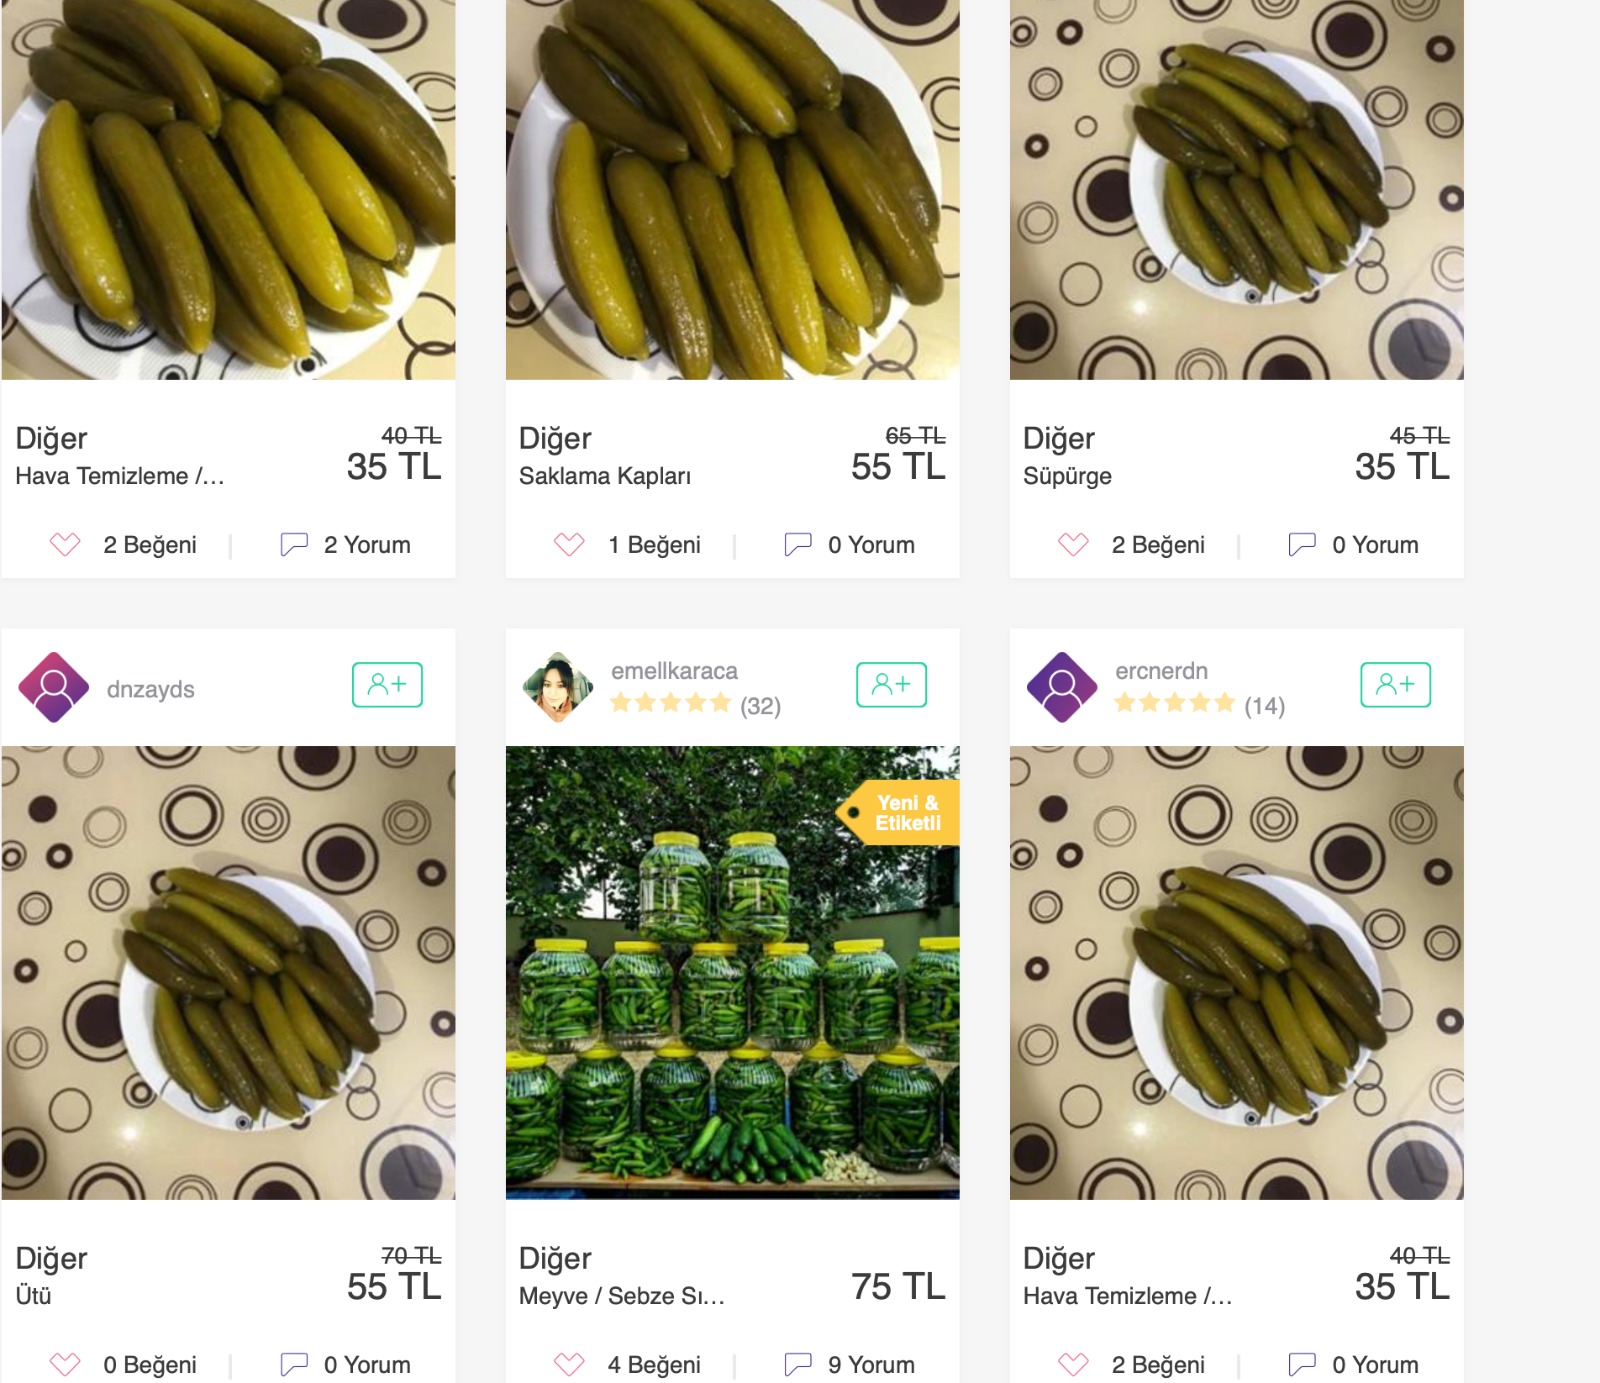 Diğer
40 TL
35 TL
Hava Temizleme /...
2 Beğeni
2 Yorum
Diğer
65 TL
55 TL
Saklama Kapları
1 Beğeni
0 Yorum
Diğer
45 TL
35 TL
Süpürge
2 Beğeni
0 Yorum
dnzayds
emellkaraca
(32)
ercnerdn
(14)
Yeni &
Etiketli
Diğer
70 TL
55 TL
Ütü
0 Beğeni
0 Yorum
Diğer
75 TL
Meyve / Sebze Sı...
4 Beğeni
9 Yorum
Diğer
40 TL
35 TL
Hava Temizleme /...
2 Beğeni
0 Yorum